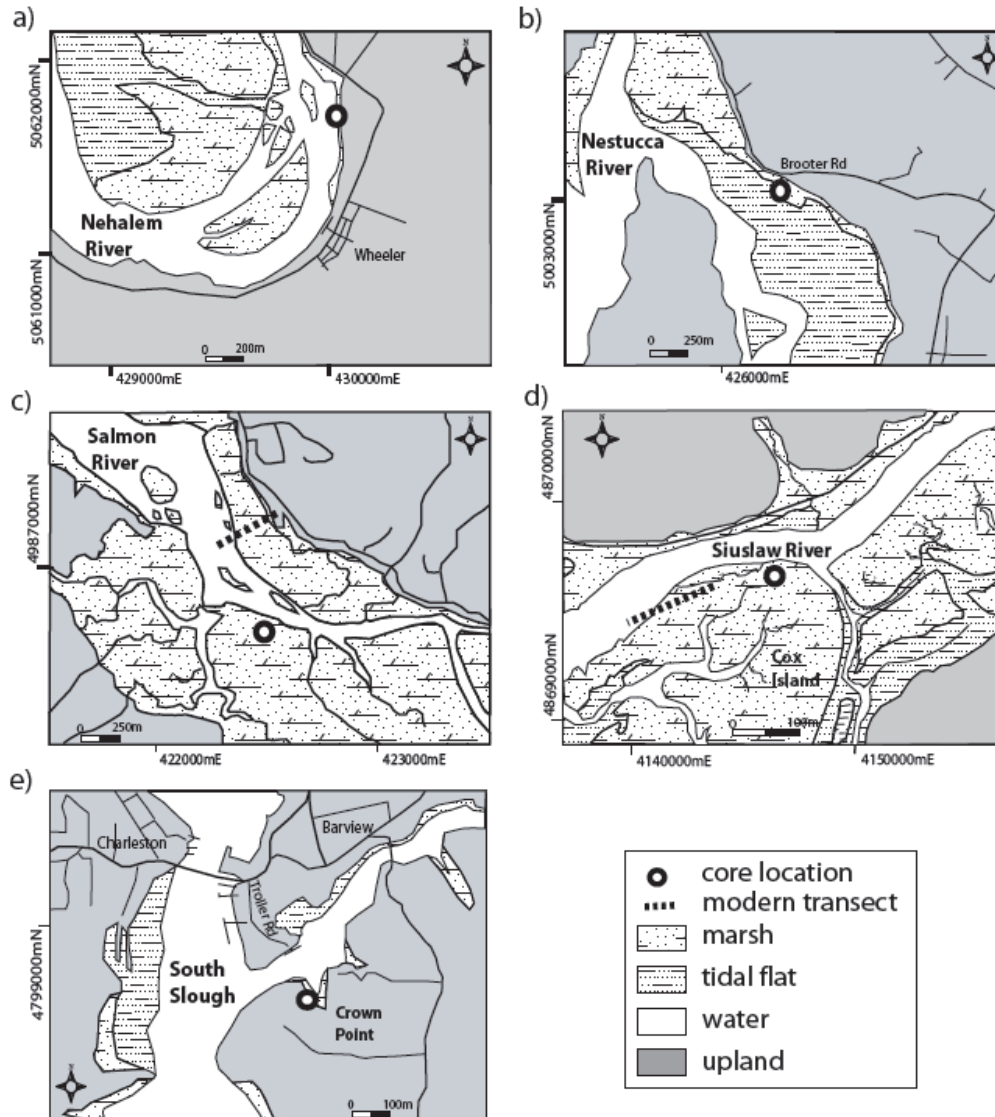 a)
N
5062000mN
Nehalem
River
Wheeler
5061000mN
0 200m
429000mE
430000mE
b)
N
Nestucca
River
Brooter Rd
5003000mN
0 250m
426000mE
c)
Salmon
River
N
4987000mN
0 250m
422000mE
423000mE
d)
N
4870000mN
Siuslaw River
Cox
Island
4869000mN
0 100m
4140000mE
4150000mE
e)
Charleston
Barview
Troller Rd
4799000mN
South
Slough
Crown
Point
N
0 100m
core location
modern transect
marsh
tidal flat
water
upland